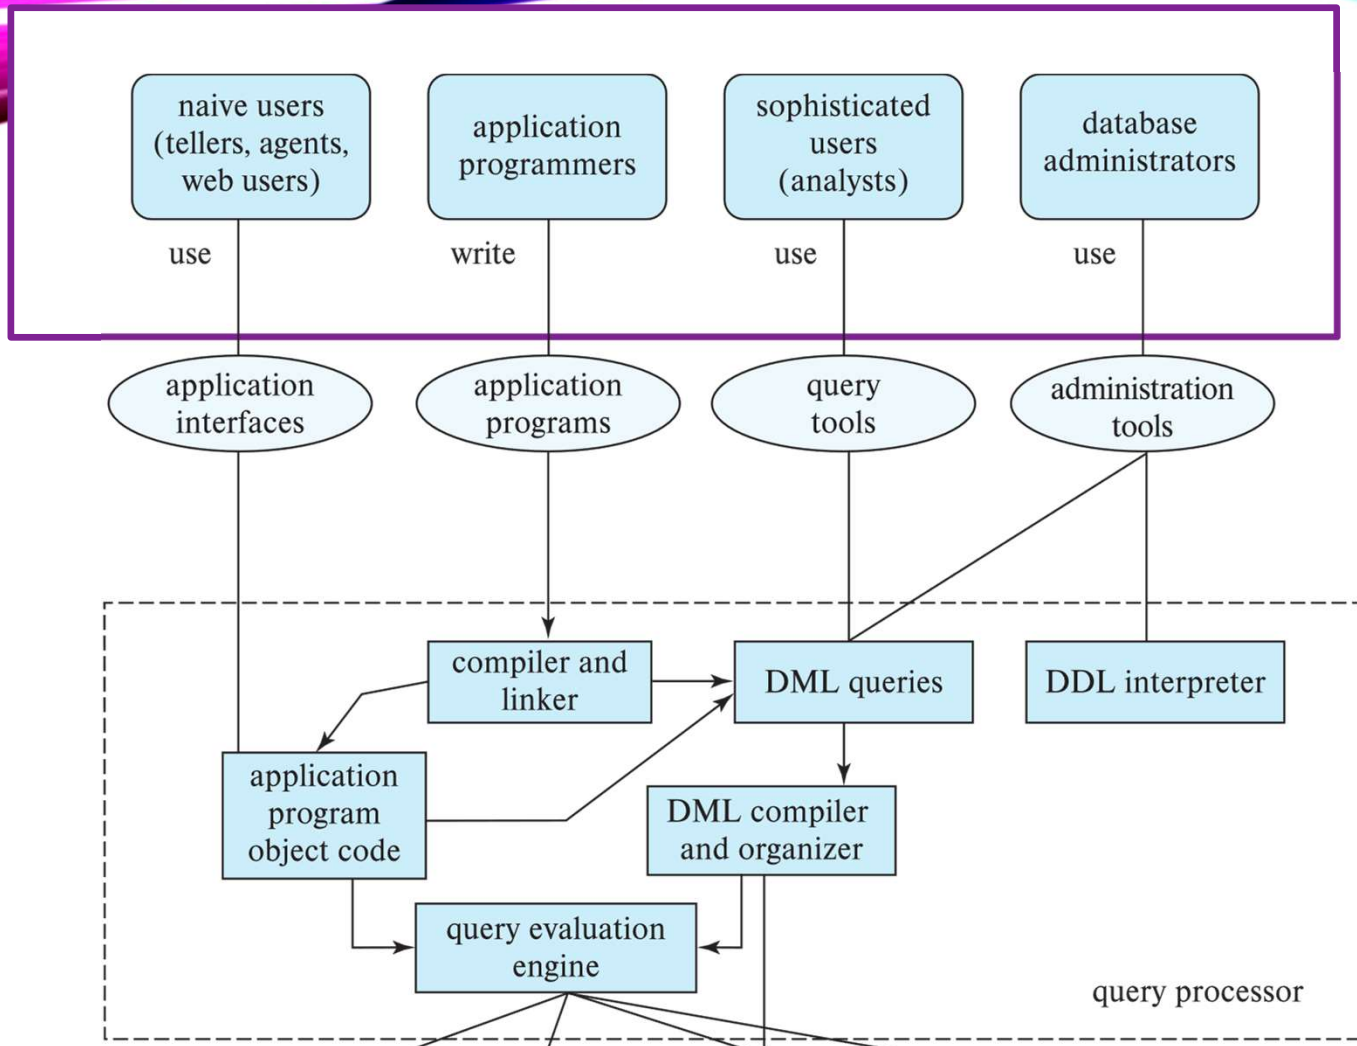 naive users
(tellers, agents,
web users)
application
programmers
sophisticated
users
(analysts)
database
administrators
use
write
use
use
application
interfaces
application
programs
query
tools
administration
tools
compiler and
linker
DML queries
DDL interpreter
application
program
object code
DML compiler
and organizer
query evaluation
engine
query processor